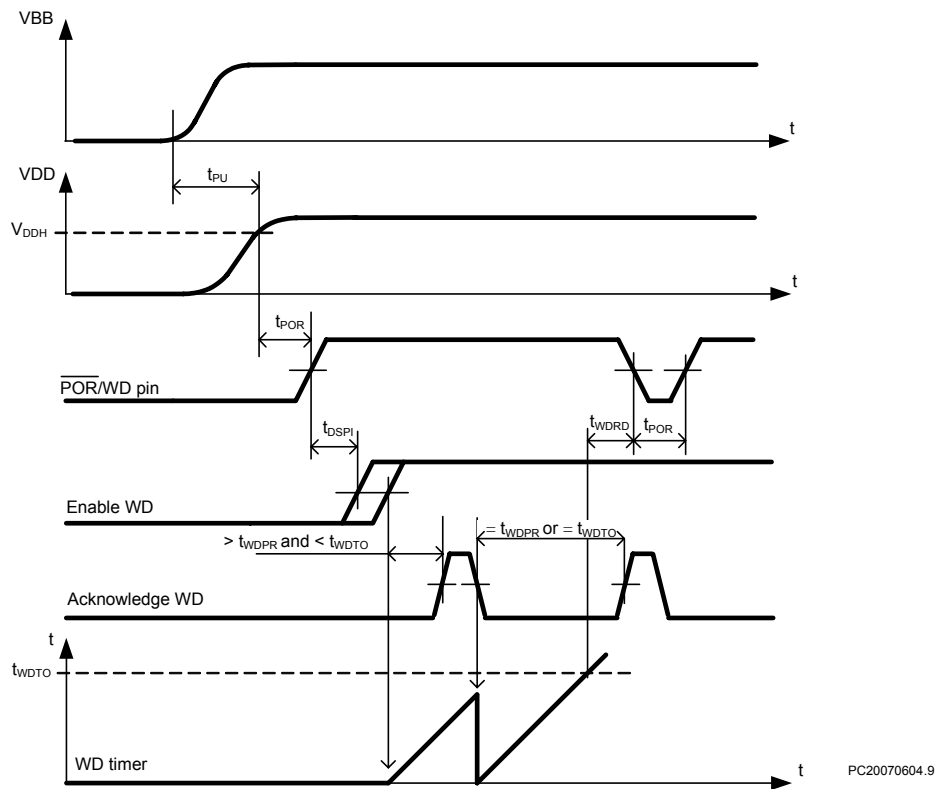 VBB
t
tPU
VDD
VDDH
t
tPOR
POR/WD pin
tWDRD
tPOR
tDSPI
Enable WD
> tWDPR and < tWDTO
= tWDPR or = tWDTO
Acknowledge WD
t
tWDTO
WD timer
t
PC20070604.9